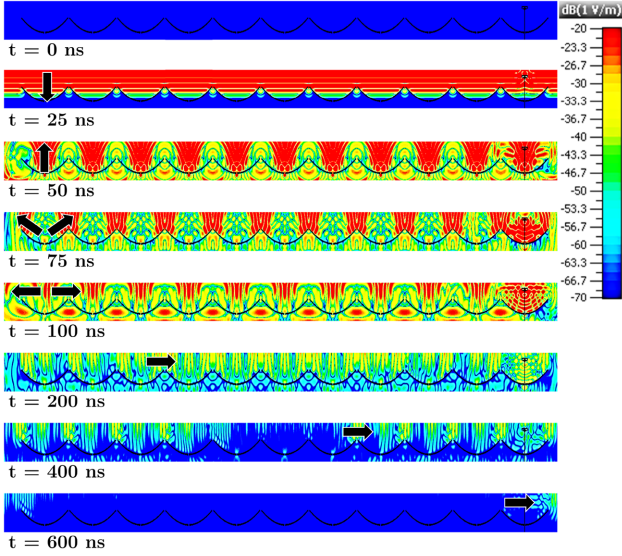 dB(1 V/m)
-20
-23.3
-26.7
-30
-33.3
-36.7
-40
-43.3
-46.7
-50
-53.3
-56.7
-60
-63.3
-66.7
-70
t = 0 ns
t = 25 ns
t = 50 ns
t = 75 ns
t = 100 ns
t = 200 ns
t = 400 ns
t = 600 ns